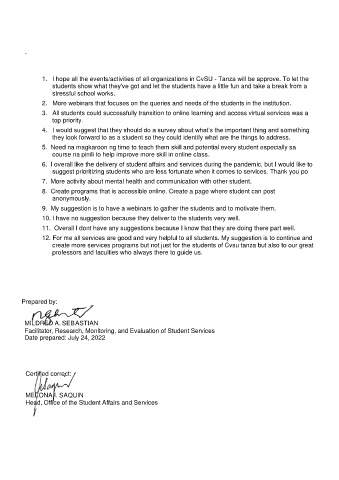 1. I hope all the events/activities of all organizations in CvSU - Tanza will be approve. To let the
students show what they've got and let the students have a little fun and take a break from a
stressful school works.
2. More webinars that focuses on the queries and needs of the students in the institution.
3. All students could successfully transition to online learning and access virtual services was a
top priority.
4. I would suggest that they should do a survey about what's the important thing and something
they look forward to as a student so they could identify what are the things to address.
5. Need na magkaroon ng time to teach them skill and potential every student especially sa
course na pinili to help improve more skill in online class.
6. I overall like the delivery of student affairs and services during the pandemic, but I would like to
suggest prioritizing students who are less fortunate when it comes to services. Thank you po
7. More activity about mental health and communication with other student.
8. Create programs that is accessible online. Create a page where student can post
anonymously.
9. My suggestion is to have a webinars to gather the students and to motivate them.
10. I have no suggestion because they deliver to the students very well.
11. Overall I dont have any suggestions because I know that they are doing there part well.
12. For me all services are good and very helpful to all students. My suggestion is to continue and
create more services program but not just for the students of Cvsu tanza but also to our great
professors and faculties who always there to guide us.
Prepared by:
MILDRED A. SEBASTIAN
Facilitator, Research, Monitoring, and Evaluation of Student Services
Date prepared: July 24, 2022
Certified correct:
SAQUIN
Head, Office of the Student Affairs and Services